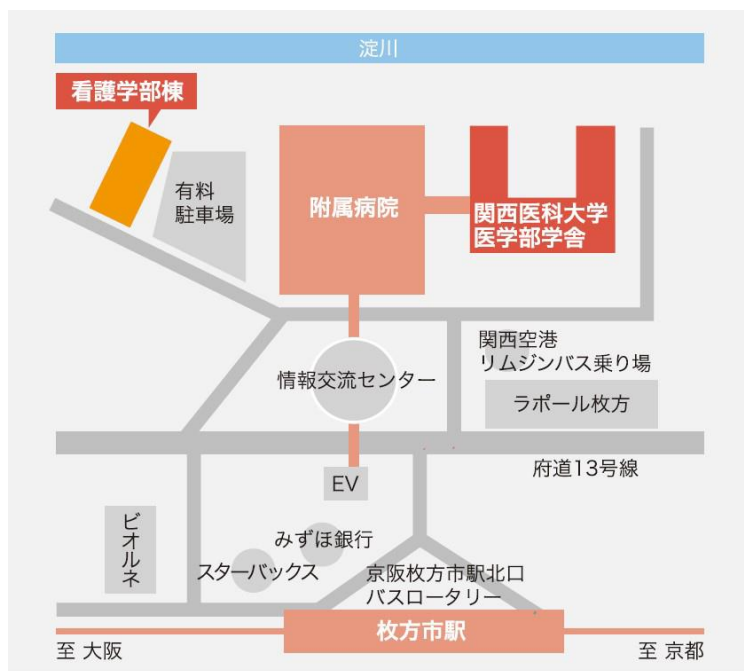 淀川
看護学部棟
有料
駐車場
附属病院
関西医科大学
医学部学舎
関西空港
リムジンバス乗り場
情報交流センター
ラポール枚方
府道13号線
EV
ビオルネ
みずほ銀行
スターバックス
京阪枚方市駅北口
バスロータリー
枚方市駅
至 大阪
至 京都